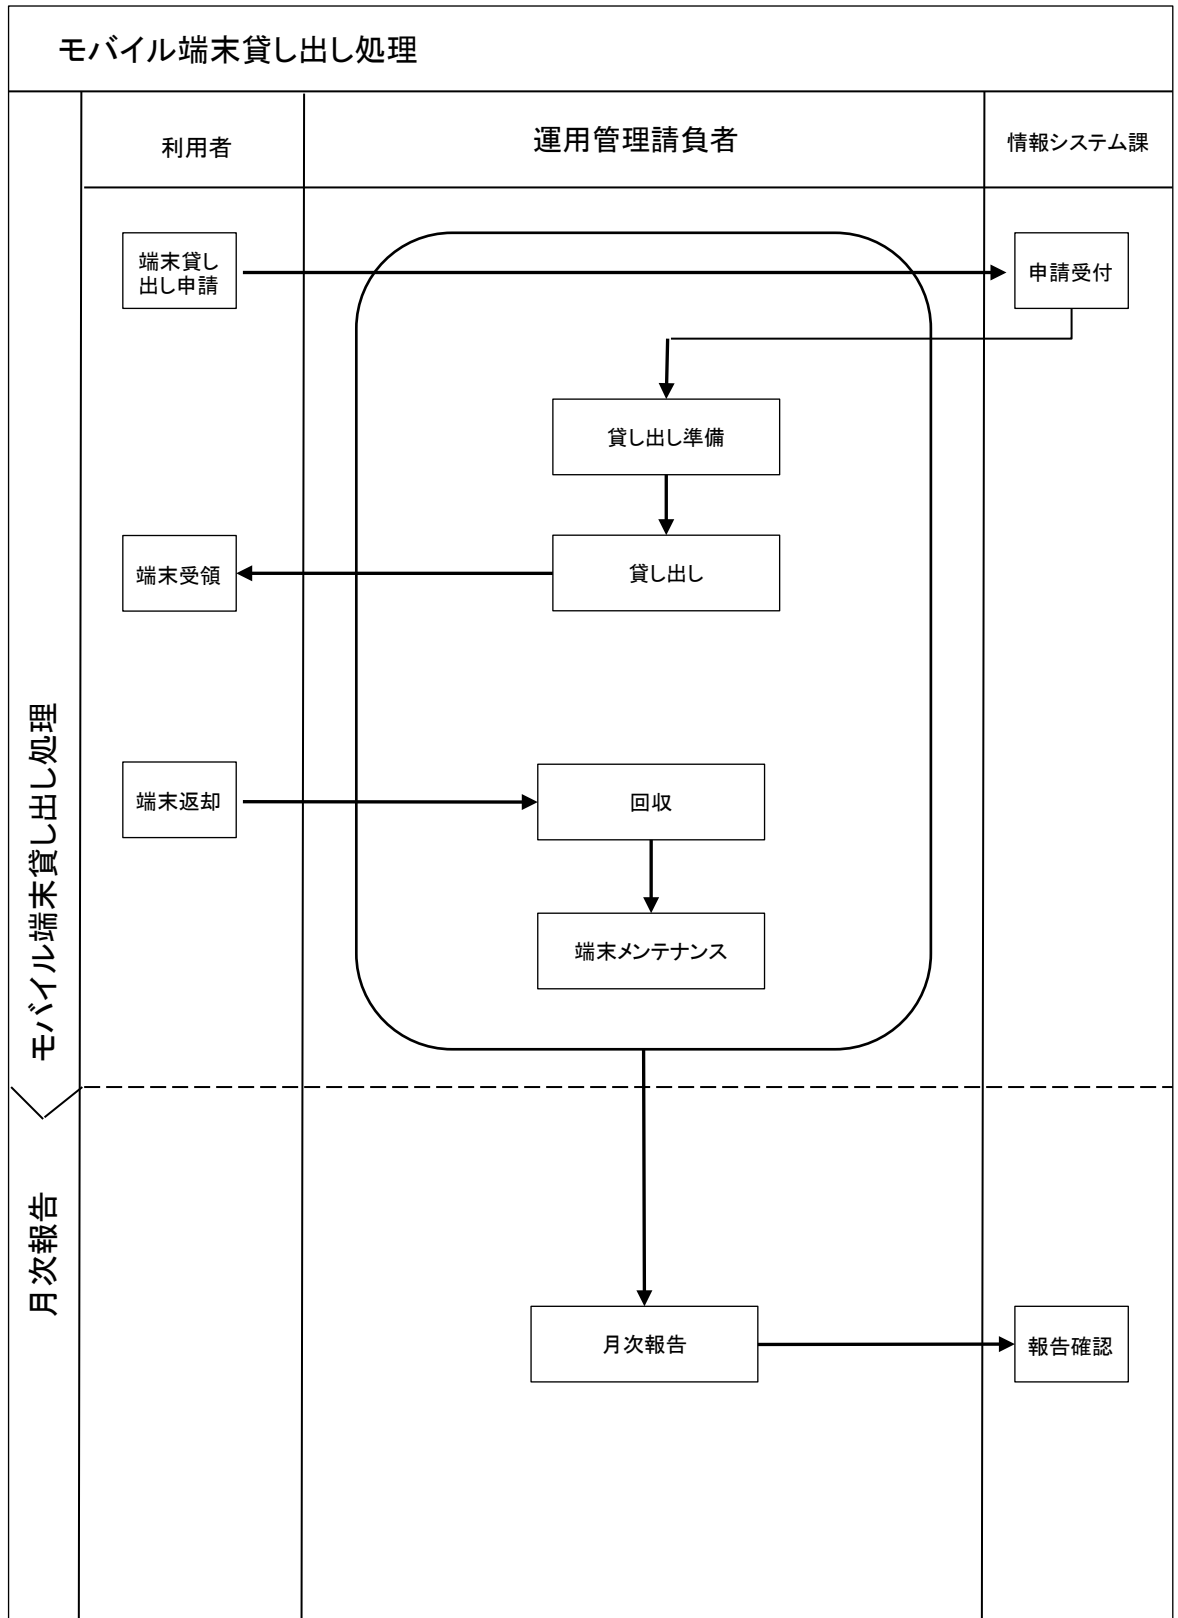 モバイル端末貸し出し処理
利用者
運用管理請負者
情報システム課
端末貸し
出し申請
申請受付
貸し出し準備
端末受領
貸し出し
モバイル端末貸し出し処理
端末返却
回収
端末メンテナンス
月次報告
月次報告
報告確認